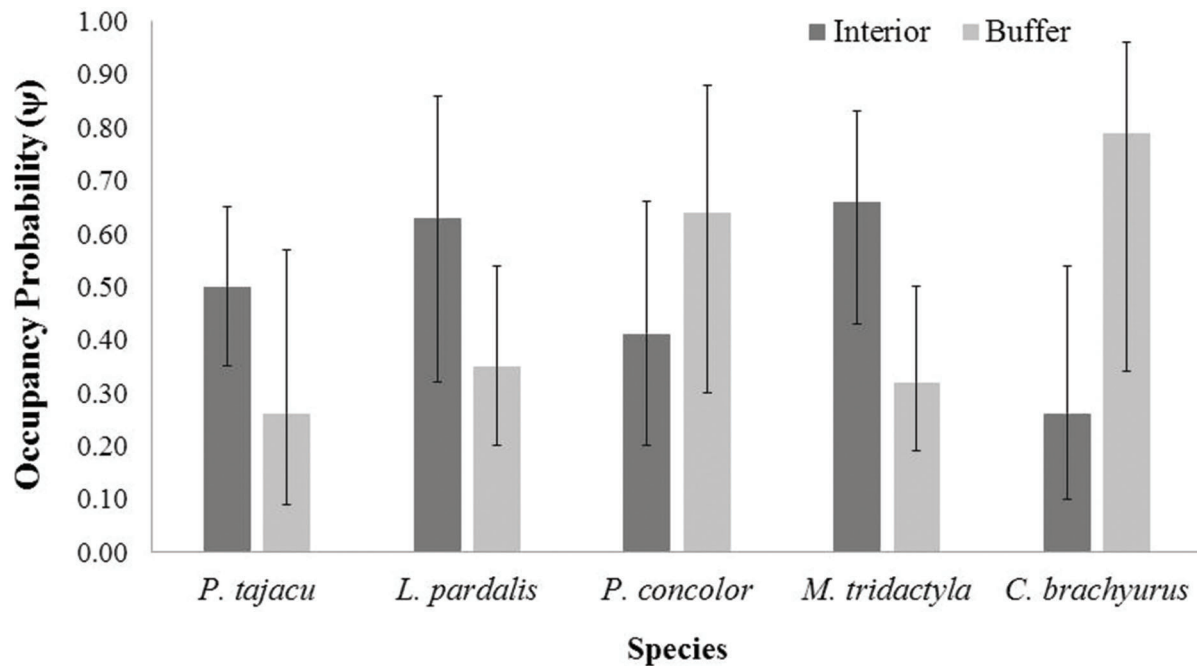 Interior Buffer
Occupancy Probability (ψ)
1.00
0.90
0.80
0.70
0.60
0.50
0.40
0.30
0.20
0.10
0.00
P. tajacu L. pardalis P. concolor M. tridactyla C. brachyurus
Species